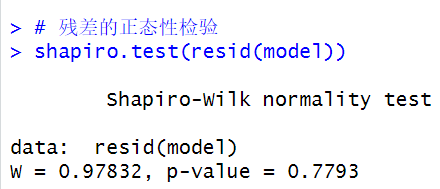 > # 残差的正态性检验
> shapiro.test(resid(model))
Shapiro-Wilk normality test
data:  resid(model)
W = 0.97832, p-value = 0.7793